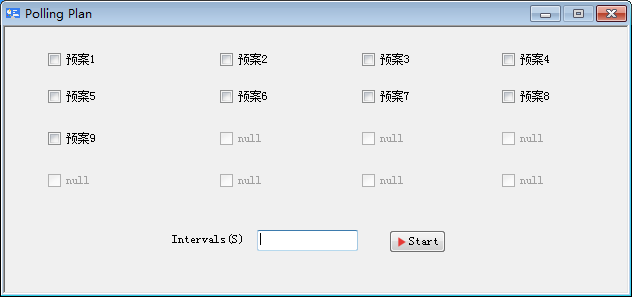 Polling Plan
预案1 预案2 预案3 预案4
预案5 预案6 预案7 预案8
预案9 null null null
null null null null
Intervals(S) Start